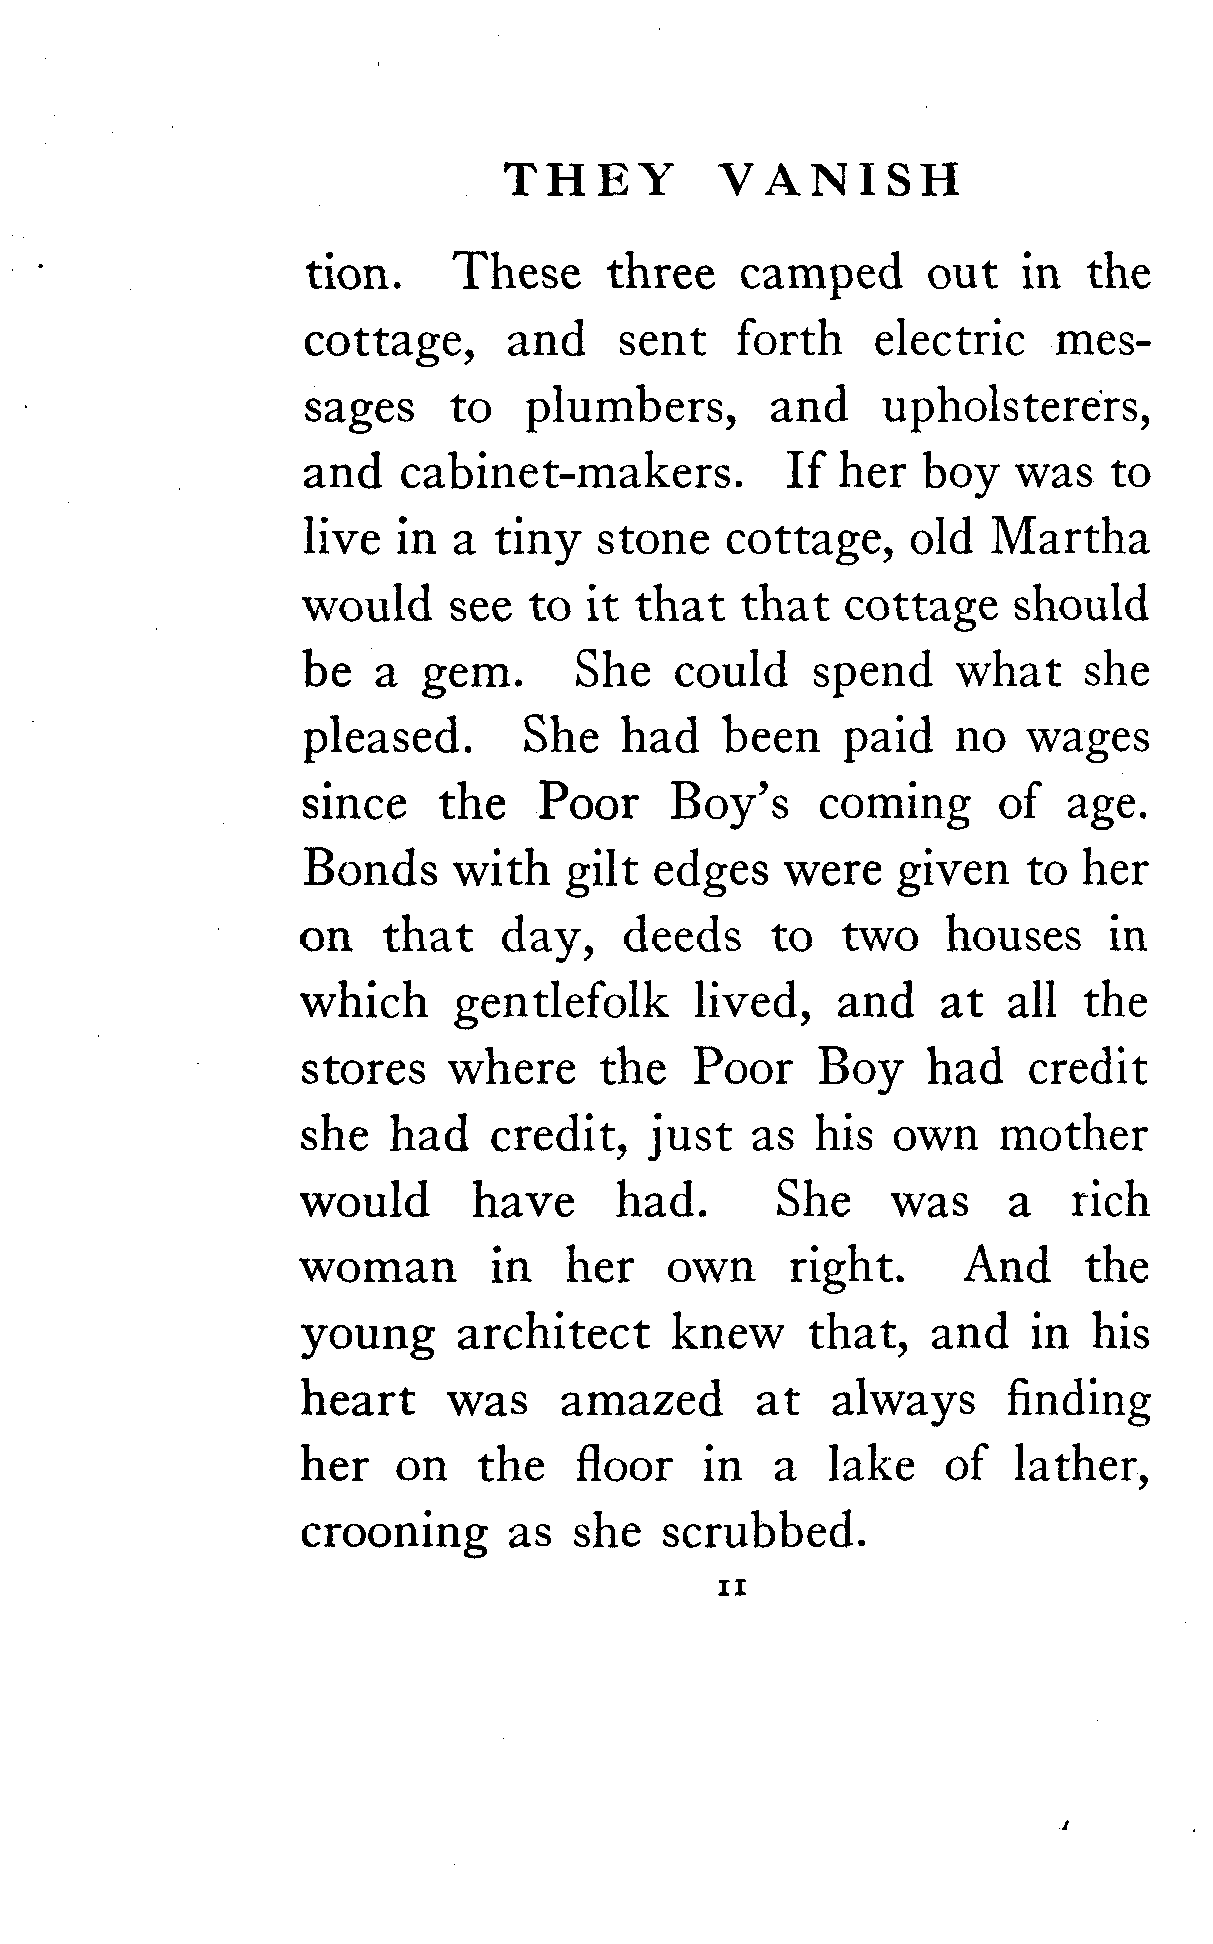 THEY VANISH
tion. These three camped out in the
cottage, and sent forth electric mes-
sages to plumbers, and upholsterers,
and cabinet-makers. If her boy was to
live in a tiny stone cottage, old Martha
would see to it that that cottage should
be a gem. She could spend what she
pleased. She had been paid no wages
since the Poor Boy's coming of age.
Bonds with gilt edges were given to her
on that day, deeds to two houses in
which gentlefolk lived, and at all the
stores where the Poor Boy had credit
she had credit, just as his own mother
would have had. She was a rich
woman in her own right. And the
young architect knew that, and in his
heart was amazed at always finding
her on the floor in a lake of lather,
crooning as she scrubbed.
11